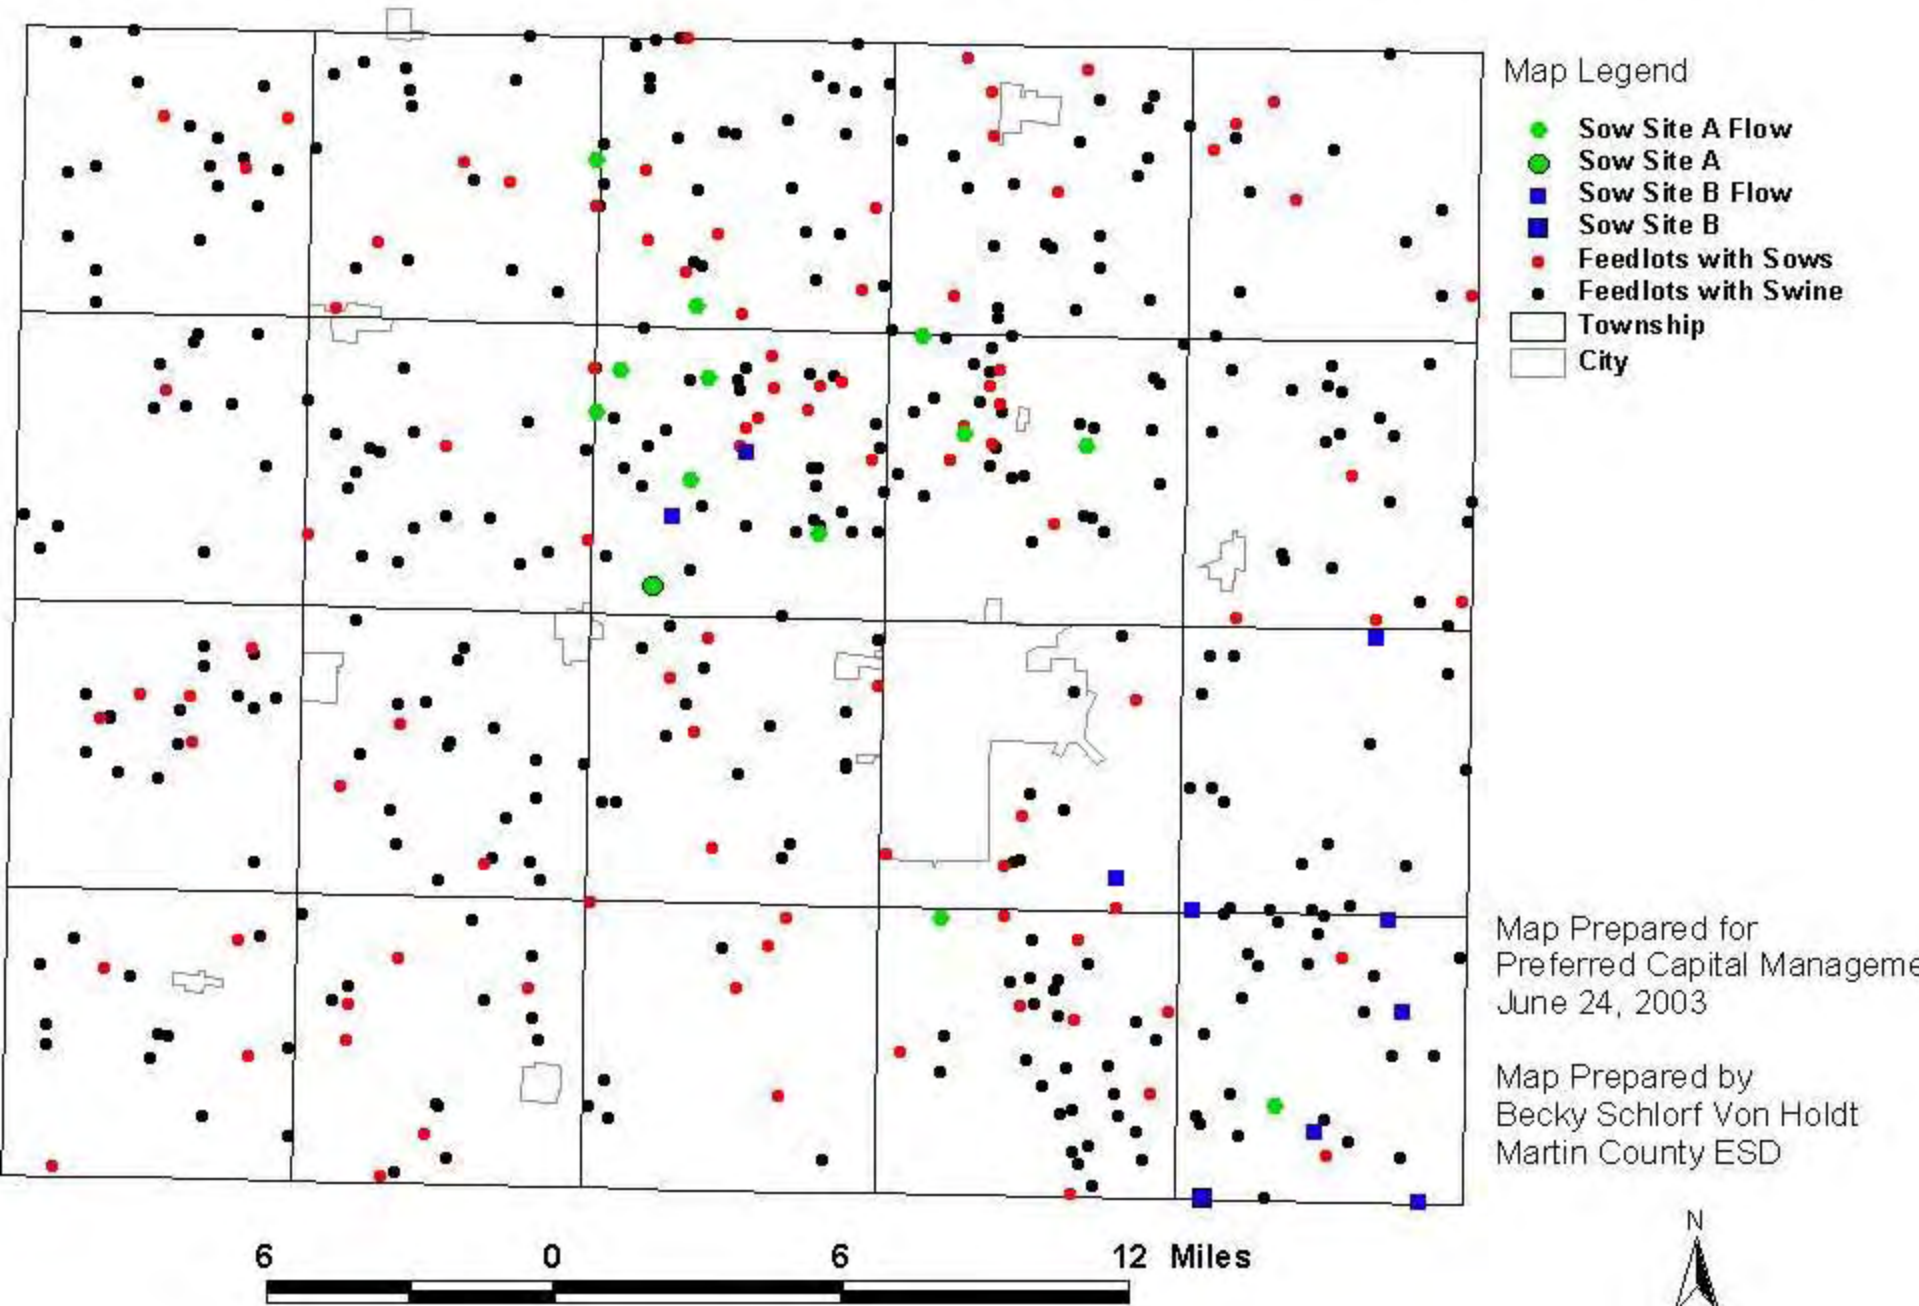 Map Legend
Sow Site A Flow
Sow Site A
Sow Site B Flow
Sow Site B
Feedlots with Sows
Feedlots with Swine
Township
City
Map Prepared for
Preferred Capital Manageme
June 24, 2003
Map Prepared by
Becky Schlorf Von Holdt
Martin County ESD
N
6 0 6 12 Miles